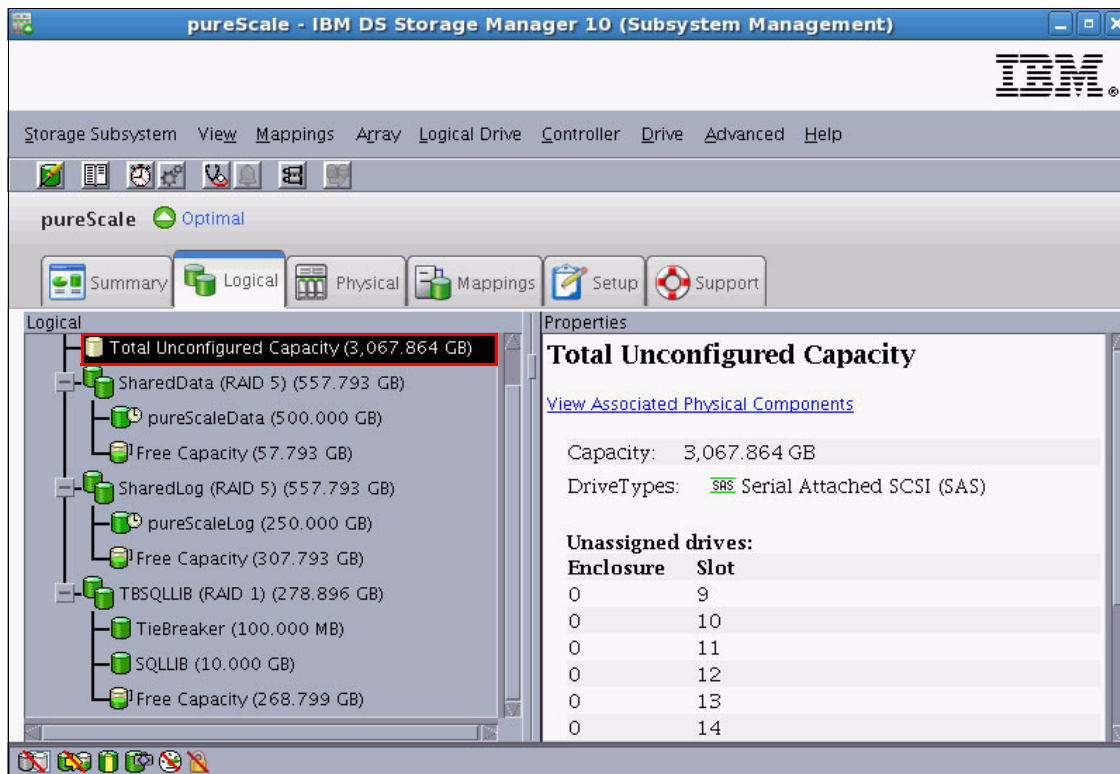 pureScale - IBM DS Storage Manager 10 (Subsystem Management)
IBM®
Storage Subsystem View Mappings Array Logical Drive Controller Drive Advanced Help
pureScale Optimal
Summary Logical Physical Mappings Setup Support
Logical
Total Unconfigured Capacity (3,067.864 GB)
SharedData (RAID 5) (557.793 GB)
pureScaleData (500.000 GB)
Free Capacity (57.793 GB)
SharedLog (RAID 5) (557.793 GB)
pureScaleLog (250.000 GB)
Free Capacity (307.793 GB)
TBSQLLIB (RAID 1) (278.896 GB)
TieBreaker (100.000 MB)
SQLLIB (10.000 GB)
Free Capacity (268.799 GB)
Properties
Total Unconfigured Capacity
View Associated Physical Components
Capacity: 3,067.864 GB
DriveTypes: SAS Serial Attached SCSI (SAS)
Unassigned drives:
Enclosure Slot
0 9
0 10
0 11
0 12
0 13
0 14